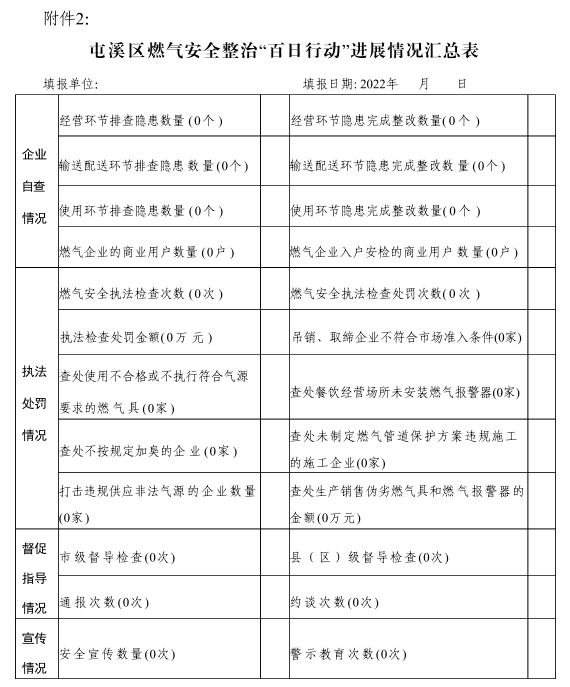 附件2:
屯溪区燃气安全整治“百日行动”进展情况汇总表
填报单位: 填报日期: 2022年 月 日
企业
自查
情况
经营环节排查隐患数量(0个) 经营环节隐患完成整改数量(0个)
输送配送环节排查隐患数量(0个) 输送配送环节隐患完成整改数量(0个)
使用环节排查隐患数量(0个) 使用环节隐患完成整改数量(0个)
燃气企业的商业用户数量(0户) 燃气企业入户安检的商业用户数量(0户)
执法
处罚
情况
燃气安全执法检查次数(0次) 燃气安全执法检查处罚次数(0次)
执法检查处罚金额(0万元) 吊销、取缔企业不符合市场准入条件(0家)
查处使用不合格或不执行符合气源
要求的燃气具(0家)
查处餐饮经营场所未安装燃气报警器(0家)
查处不按规定加臭的企业(0家)
查处未制定燃气管道保护方案违规施工
的施工企业(0家)
打击违规供应非法气源的企业数量
(0家)
查处生产销售伪劣燃气具和燃气报警器的
金额(0万元)
督促
指导
情况
市级督导检查(0次) 县（区）级督导检查(0次)
通报次数(0次) 约谈次数(0次)
宣传
情况
安全宣传数量(0次) 警示教育次数(0次)